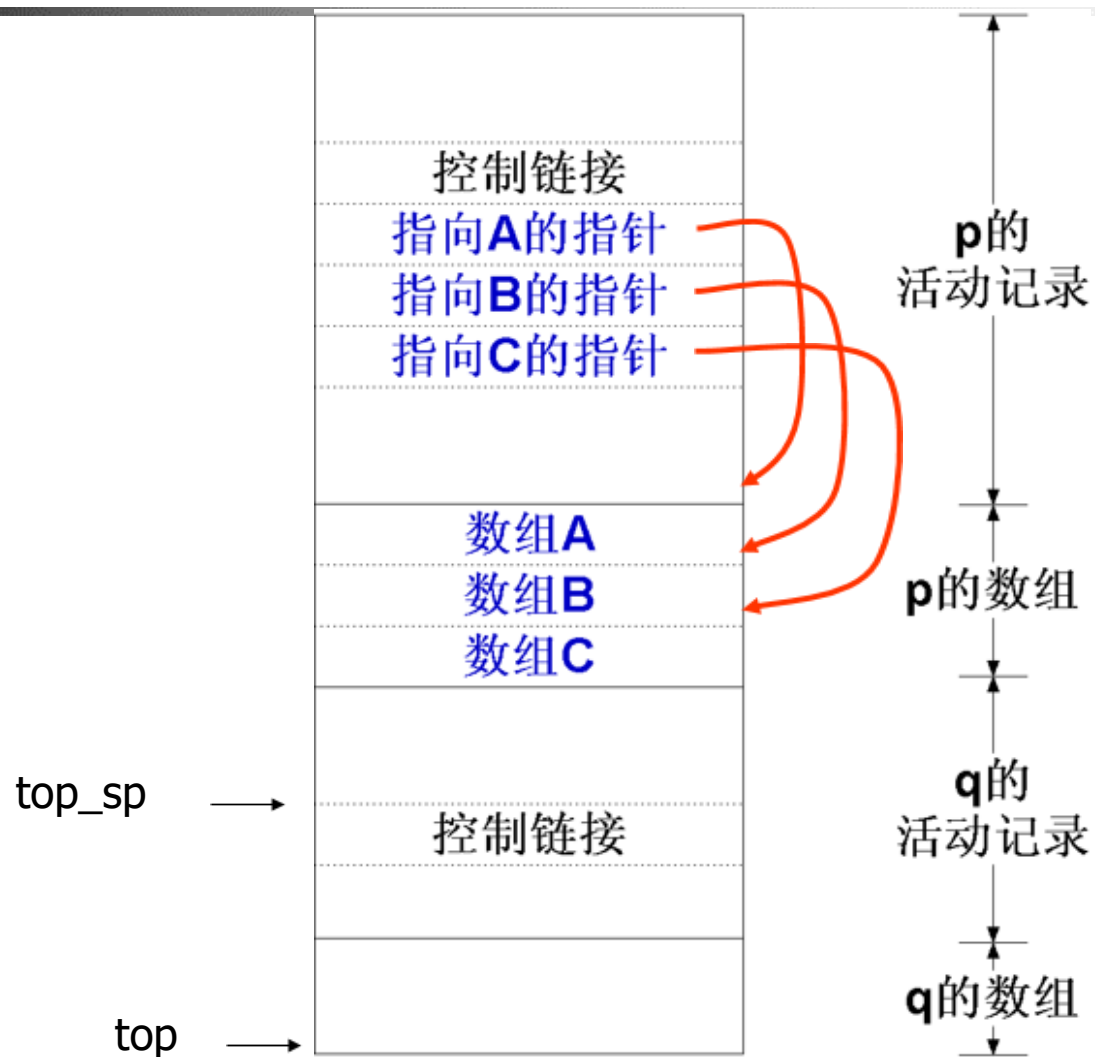 控制链接
指向A的指针
指向B的指针
指向C的指针
p的
活动记录
数组A
数组B
数组C
p的数组
top_sp
控制链接
q的
活动记录
q的数组
top